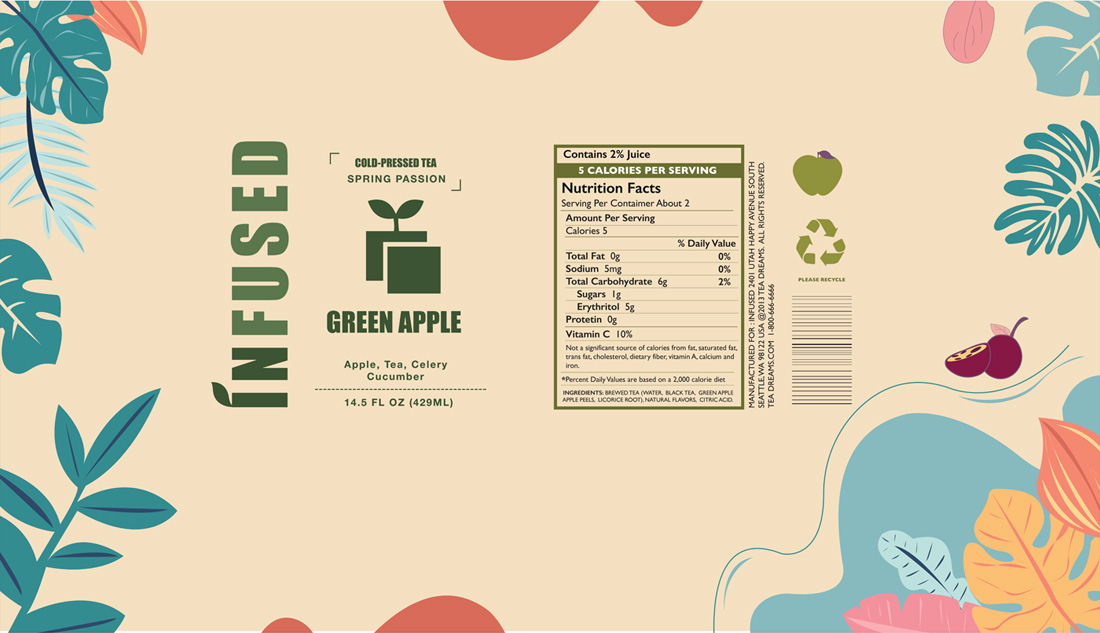 INFUSED
COLD-PRESSED TEA
SPRING PASSION
GREEN APPLE
Apple, Tea, Celery
Cucumber
14.5 FL OZ (429ML)
Contains 2% Juice
5 CALORIES PER SERVING
Nutrition Facts
Serving Per Container About 2
Amount Per Serving
Calories 5
% Daily Value
Total Fat 0g 0%
Sodium 5mg 0%
Total Carbohydrate 6g 2%
Sugars 1g
Erythritol 5g
Protetin 0g
Vitamin C 10%
Not a significant source of calories from fat, saturated fat,
trans fat, cholesterol, dietary fiber, vitamin A, calcium and
iron.
*Percent Daily Values are based on a 2,000 calorie diet
INGREDIENTS: BREWED TEA (WATER, BLACK TEA, GREEN APPLE
APPLE PEELS, LICORICE ROOT), NATURAL FLAVORS, CITRIC ACID.
MANUFACTURED FOR : INFUSED 2401 UTAH HAPPY AVENUE SOUTH
SEATTLE, WA 98122 USA @2013 TEA DREAMS. ALL RIGHTS RESERVED.
TEA DREAMS.COM 1-800-666-6666
PLEASE RECYCLE